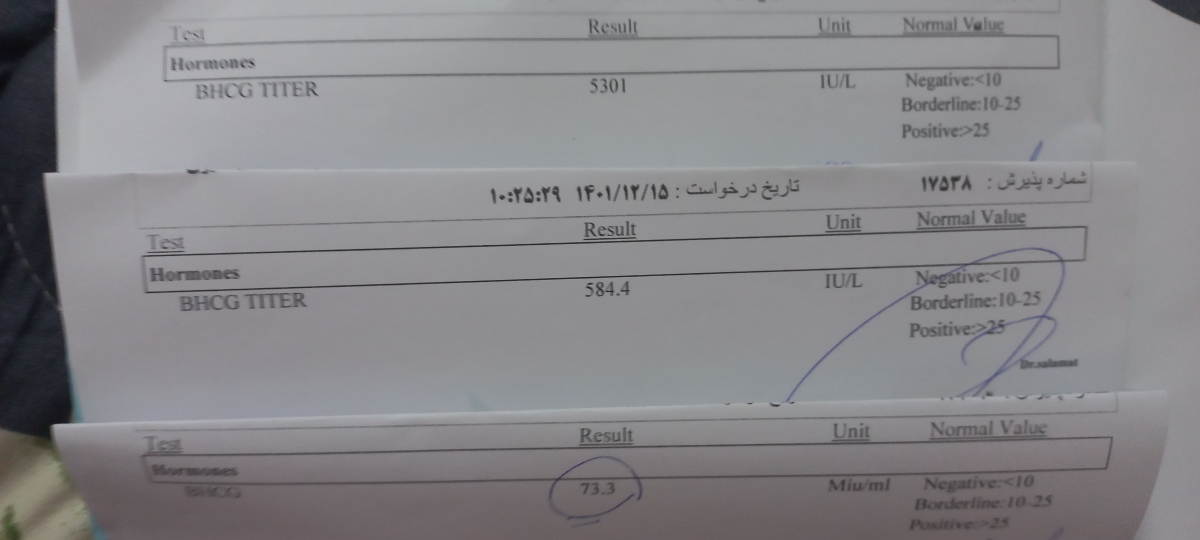 Test Result Unit Normal Value
Hormones
BHCG TITER 5301 IU/L Negative:<10
Borderline:10-25
Positive:>25
شماره پذیرش : ۱۷۵۳۸ تاریخ درخواست : ۱۴۰۱/۱۲/۱۵ ۱۰:۲۵:۲۹
Test Result Unit Normal Value
Hormones
BHCG TITER 584.4 IU/L Negative:<10
Borderline:10-25
Positive:>25
Dr.salamat
Test Result Unit Normal Value
Hormones
BHCG 73.3 Miu/ml Negative:<10
Borderline:10-25
Positive:>25